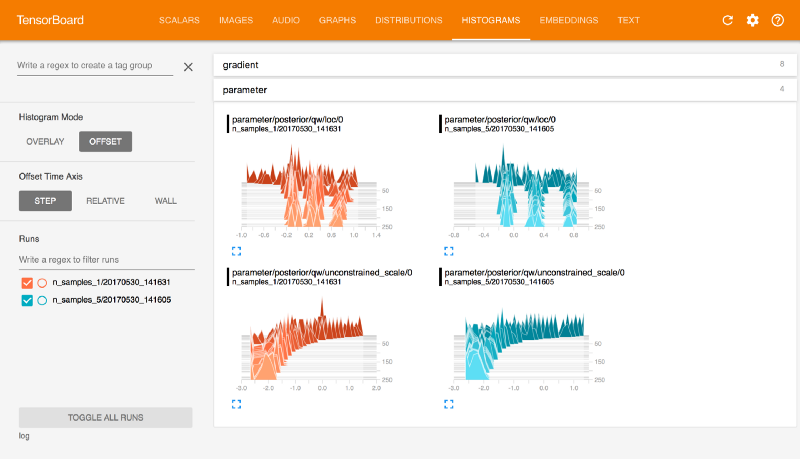 TensorBoard
SCALARS IMAGES AUDIO GRAPHS DISTRIBUTIONS HISTOGRAMS EMBEDDINGS TEXT
Write a regex to create a tag group
Histogram Mode
OVERLAY OFFSET
Offset Time Axis
STEP RELATIVE WALL
Runs
Write a regex to filter runs
n_samples_1/20170530_141631
n_samples_5/20170530_141605
TOGGLE ALL RUNS
log
gradient 8
parameter 4
parameter/posterior/qw/loc/0
n_samples_1/20170530_141631
50
150
250
-1.0 -0.6 -0.2 0.2 0.6 1.0 1.4
parameter/posterior/qw/loc/0
n_samples_5/20170530_141605
50
150
250
-0.8 -0.4 0.0 0.4 0.8
parameter/posterior/qw/unconstrained_scale/0
n_samples_1/20170530_141631
50
150
250
-3.0 -2.0 -1.0 0.0 1.0 2.0
parameter/posterior/qw/unconstrained_scale/0
n_samples_5/20170530_141605
50
150
250
-3.0 -2.0 -1.0 0.0 1.0